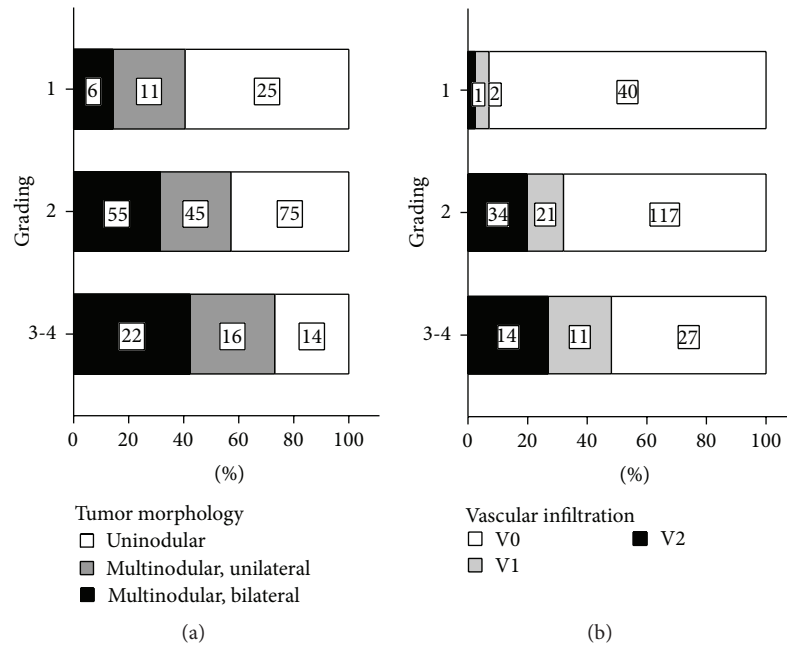 Grading
1
6 11 25
2
55 45 75
3-4
22 16 14
0 20 40 60 80 100
(%)
Tumor morphology
Uninodular
Multinodular, unilateral
Multinodular, bilateral
(a)
Grading
1
1 2 40
2
34 21 117
3-4
14 11 27
0 20 40 60 80 100
(%)
Vascular infiltration
V0 V2
V1
(b)